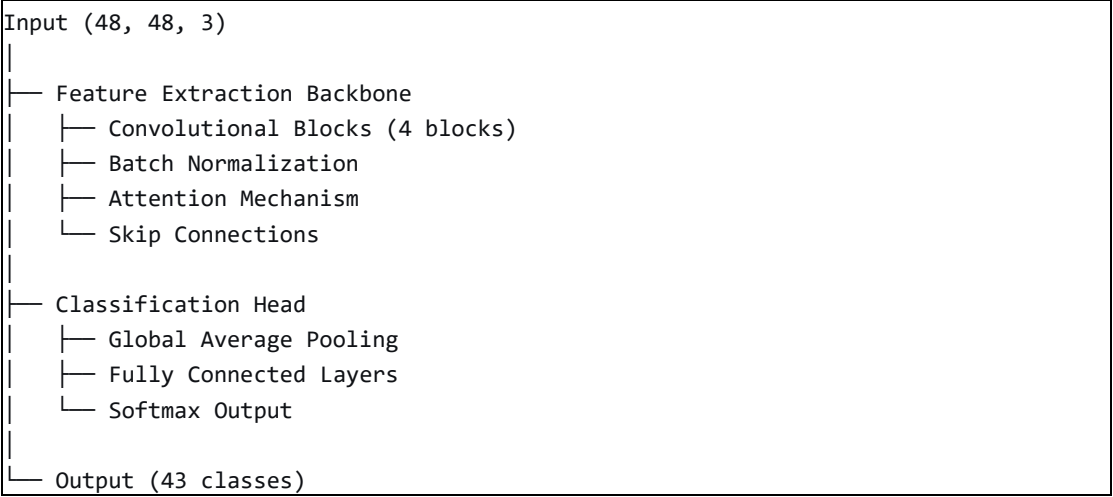 Input (48, 48, 3)
│
├── Feature Extraction Backbone
│   ├── Convolutional Blocks (4 blocks)
│   ├── Batch Normalization
│   ├── Attention Mechanism
│   └── Skip Connections
│
├── Classification Head
│   ├── Global Average Pooling
│   ├── Fully Connected Layers
│   └── Softmax Output
│
└── Output (43 classes)